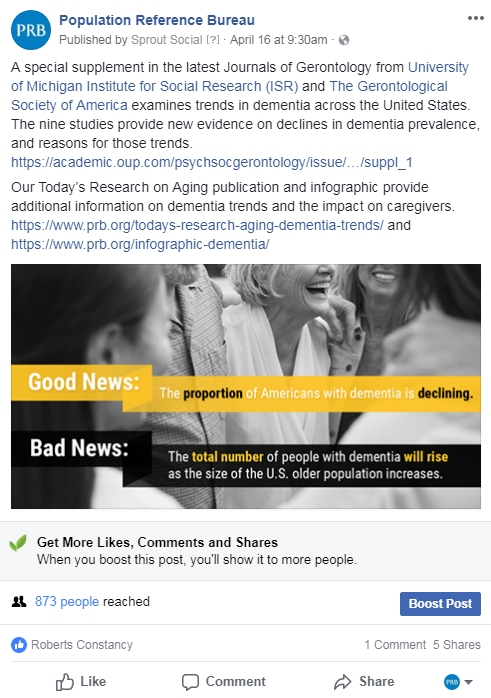 PRB
Population Reference Bureau
Published by Sprout Social [?] · April 16 at 9:30am ·
A special supplement in the latest Journals of Gerontology from University
of Michigan Institute for Social Research (ISR) and The Gerontological
Society of America examines trends in dementia across the United States.
The nine studies provide new evidence on declines in dementia prevalence,
and reasons for those trends.
https://academic.oup.com/psychsocgerontology/issue/…/suppl_1
Our Today's Research on Aging publication and infographic provide
additional information on dementia trends and the impact on caregivers.
https://www.prb.org/todays-research-aging-dementia-trends/ and
https://www.prb.org/infographic-dementia/
Good News:
The proportion of Americans with dementia is declining.
Bad News:
The total number of people with dementia will rise
as the size of the U.S. older population increases.
Get More Likes, Comments and Shares
When you boost this post, you'll show it to more people.
873 people reached
Boost Post
Roberts Constancy
1 Comment 5 Shares
Like Comment Share PRB